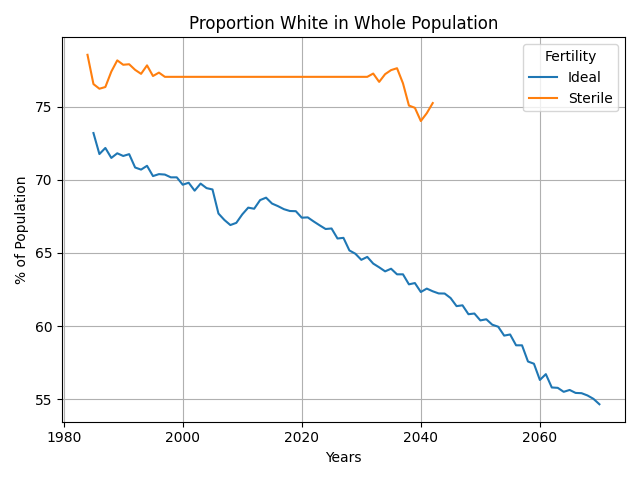 Proportion White in Whole Population
% of Population
75
70
65
60
55
1980
2000
2020
2040
2060
Years
Fertility
Ideal
Sterile